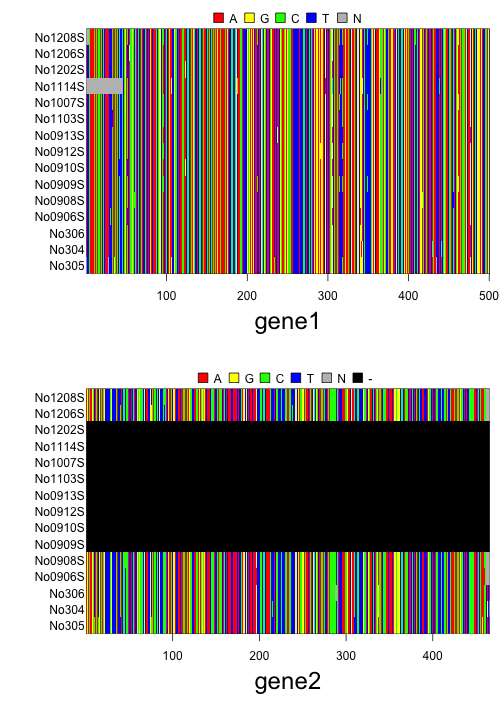 A G C T N
No1208S
No1206S
No1202S
No1114S
No1007S
No1103S
No0913S
No0912S
No0910S
No0909S
No0908S
No0906S
No306
No304
No305
100 200 300 400 500
gene1
A G C T N -
No1208S
No1206S
No1202S
No1114S
No1007S
No1103S
No0913S
No0912S
No0910S
No0909S
No0908S
No0906S
No306
No304
No305
100 200 300 400
gene2